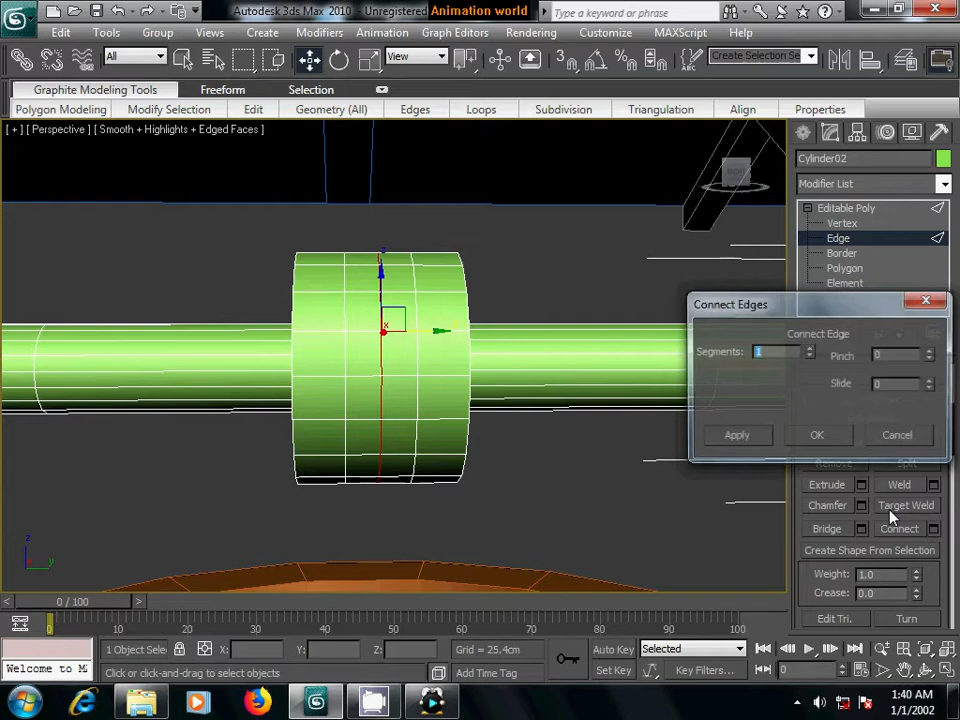 Autodesk 3ds Max 2010 - Unregistered Animation world Type a keyword or phrase
Edit Tools Group Views Create Modifiers Animation Graph Editors Rendering Customize MAXScript Help
All View Create Selection Se
Graphite Modeling Tools Freeform Selection
Polygon Modeling Modify Selection Edit Geometry (All) Edges Loops Subdivision Triangulation Align Properties
[ + ] [ Perspective ] [ Smooth + Highlights + Edged Faces ]
Cylinder02
Modifier List
Editable Poly
Vertex
Edge
Border
Polygon
Element
z
x
Connect Edges
Connect Edge
Segments: 1 Pinch 0
Slide 0
Apply OK Cancel
Remove Split
Extrude Weld
Chamfer Target Weld
Bridge Connect
Create Shape From Selection
Weight: 1.0
Crease: 0.0
Edit Tri. Turn
z
y
0 / 100
0 10 20 30 40 50 60 70 80 90 100
1 Object Sele X: Y: Z: Grid = 25.4cm Auto Key Selected
Welcome to M Click or click-and-drag to select objects Add Time Tag Set Key Key Filters... 0
1:40 AM
1/1/2002